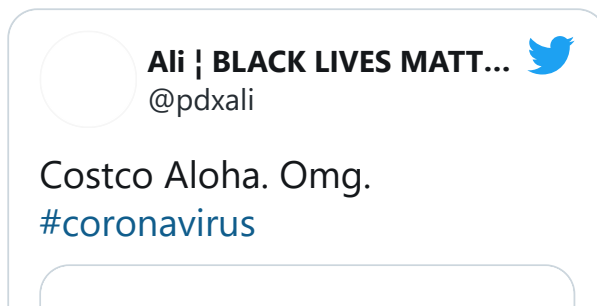 Ali ¦ BLACK LIVES MATT...
@pdxali
Costco Aloha. Omg.
#coronavirus